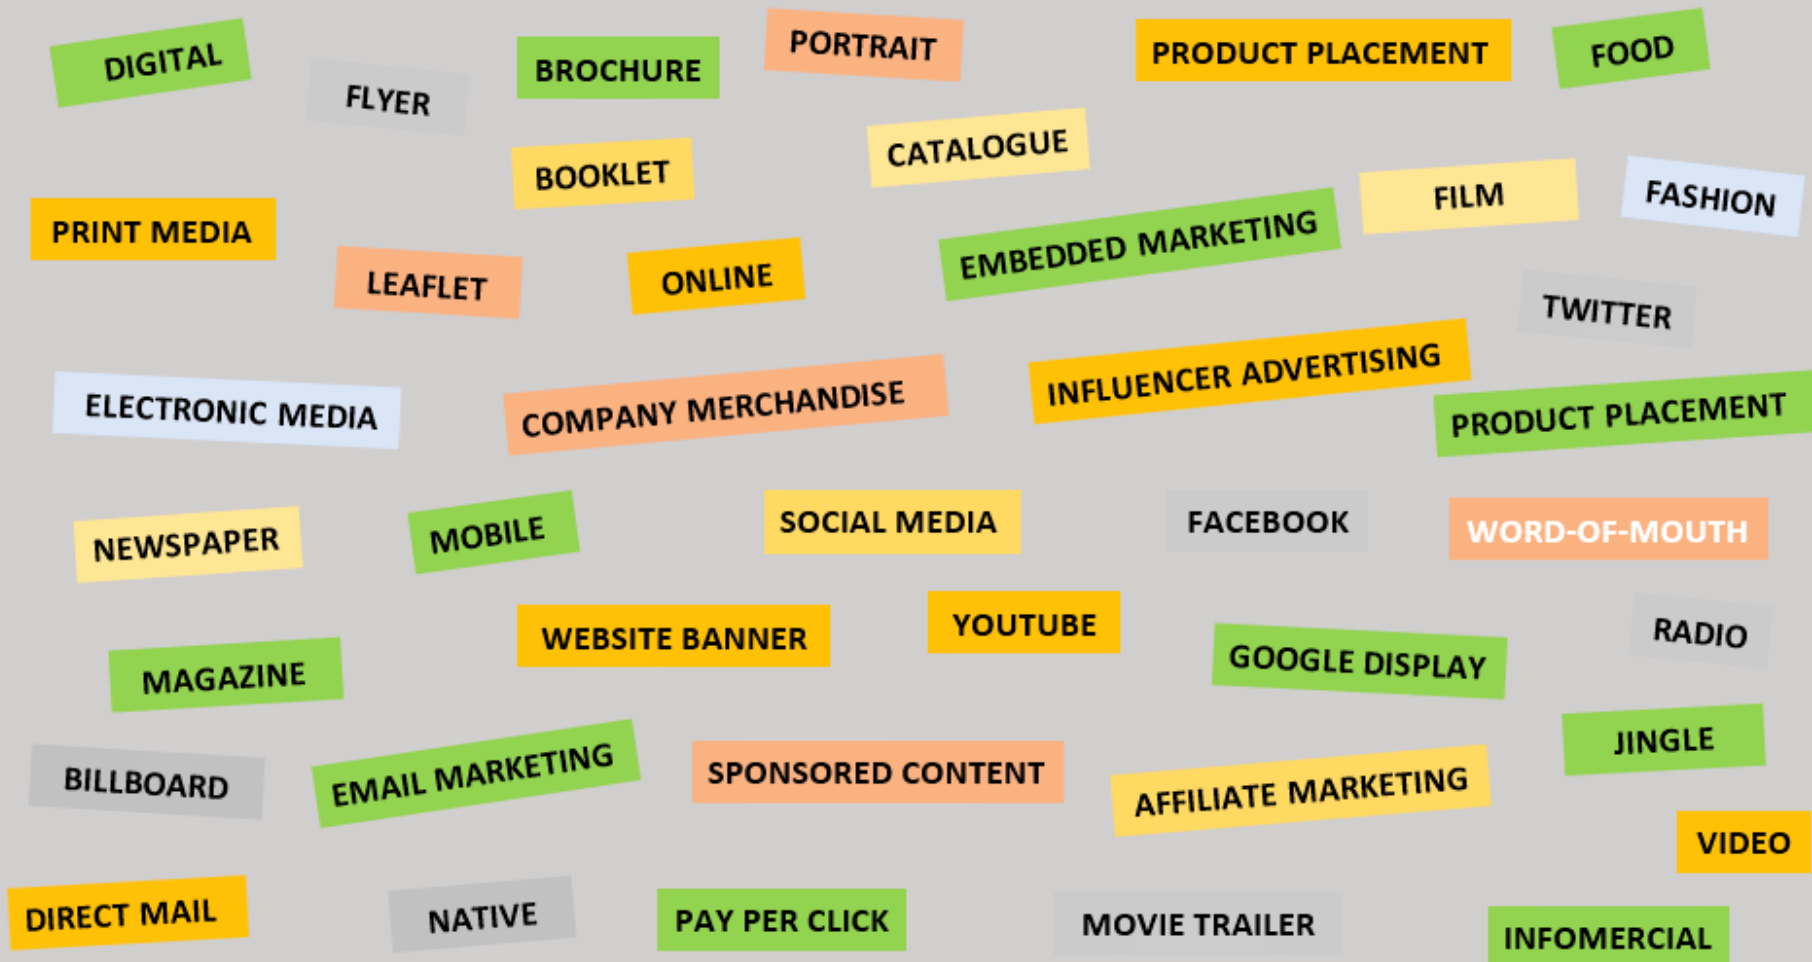 DIGITAL
FLYER
BROCHURE
PORTRAIT
PRODUCT PLACEMENT
FOOD
BOOKLET
CATALOGUE
FILM
FASHION
PRINT MEDIA
LEAFLET
ONLINE
EMBEDDED MARKETING
TWITTER
ELECTRONIC MEDIA
COMPANY MERCHANDISE
INFLUENCER ADVERTISING
PRODUCT PLACEMENT
NEWSPAPER
MOBILE
SOCIAL MEDIA
FACEBOOK
WORD-OF-MOUTH
WEBSITE BANNER
YOUTUBE
RADIO
MAGAZINE
GOOGLE DISPLAY
BILLBOARD
EMAIL MARKETING
SPONSORED CONTENT
AFFILIATE MARKETING
JINGLE
VIDEO
DIRECT MAIL
NATIVE
PAY PER CLICK
MOVIE TRAILER
INFOMERCIAL